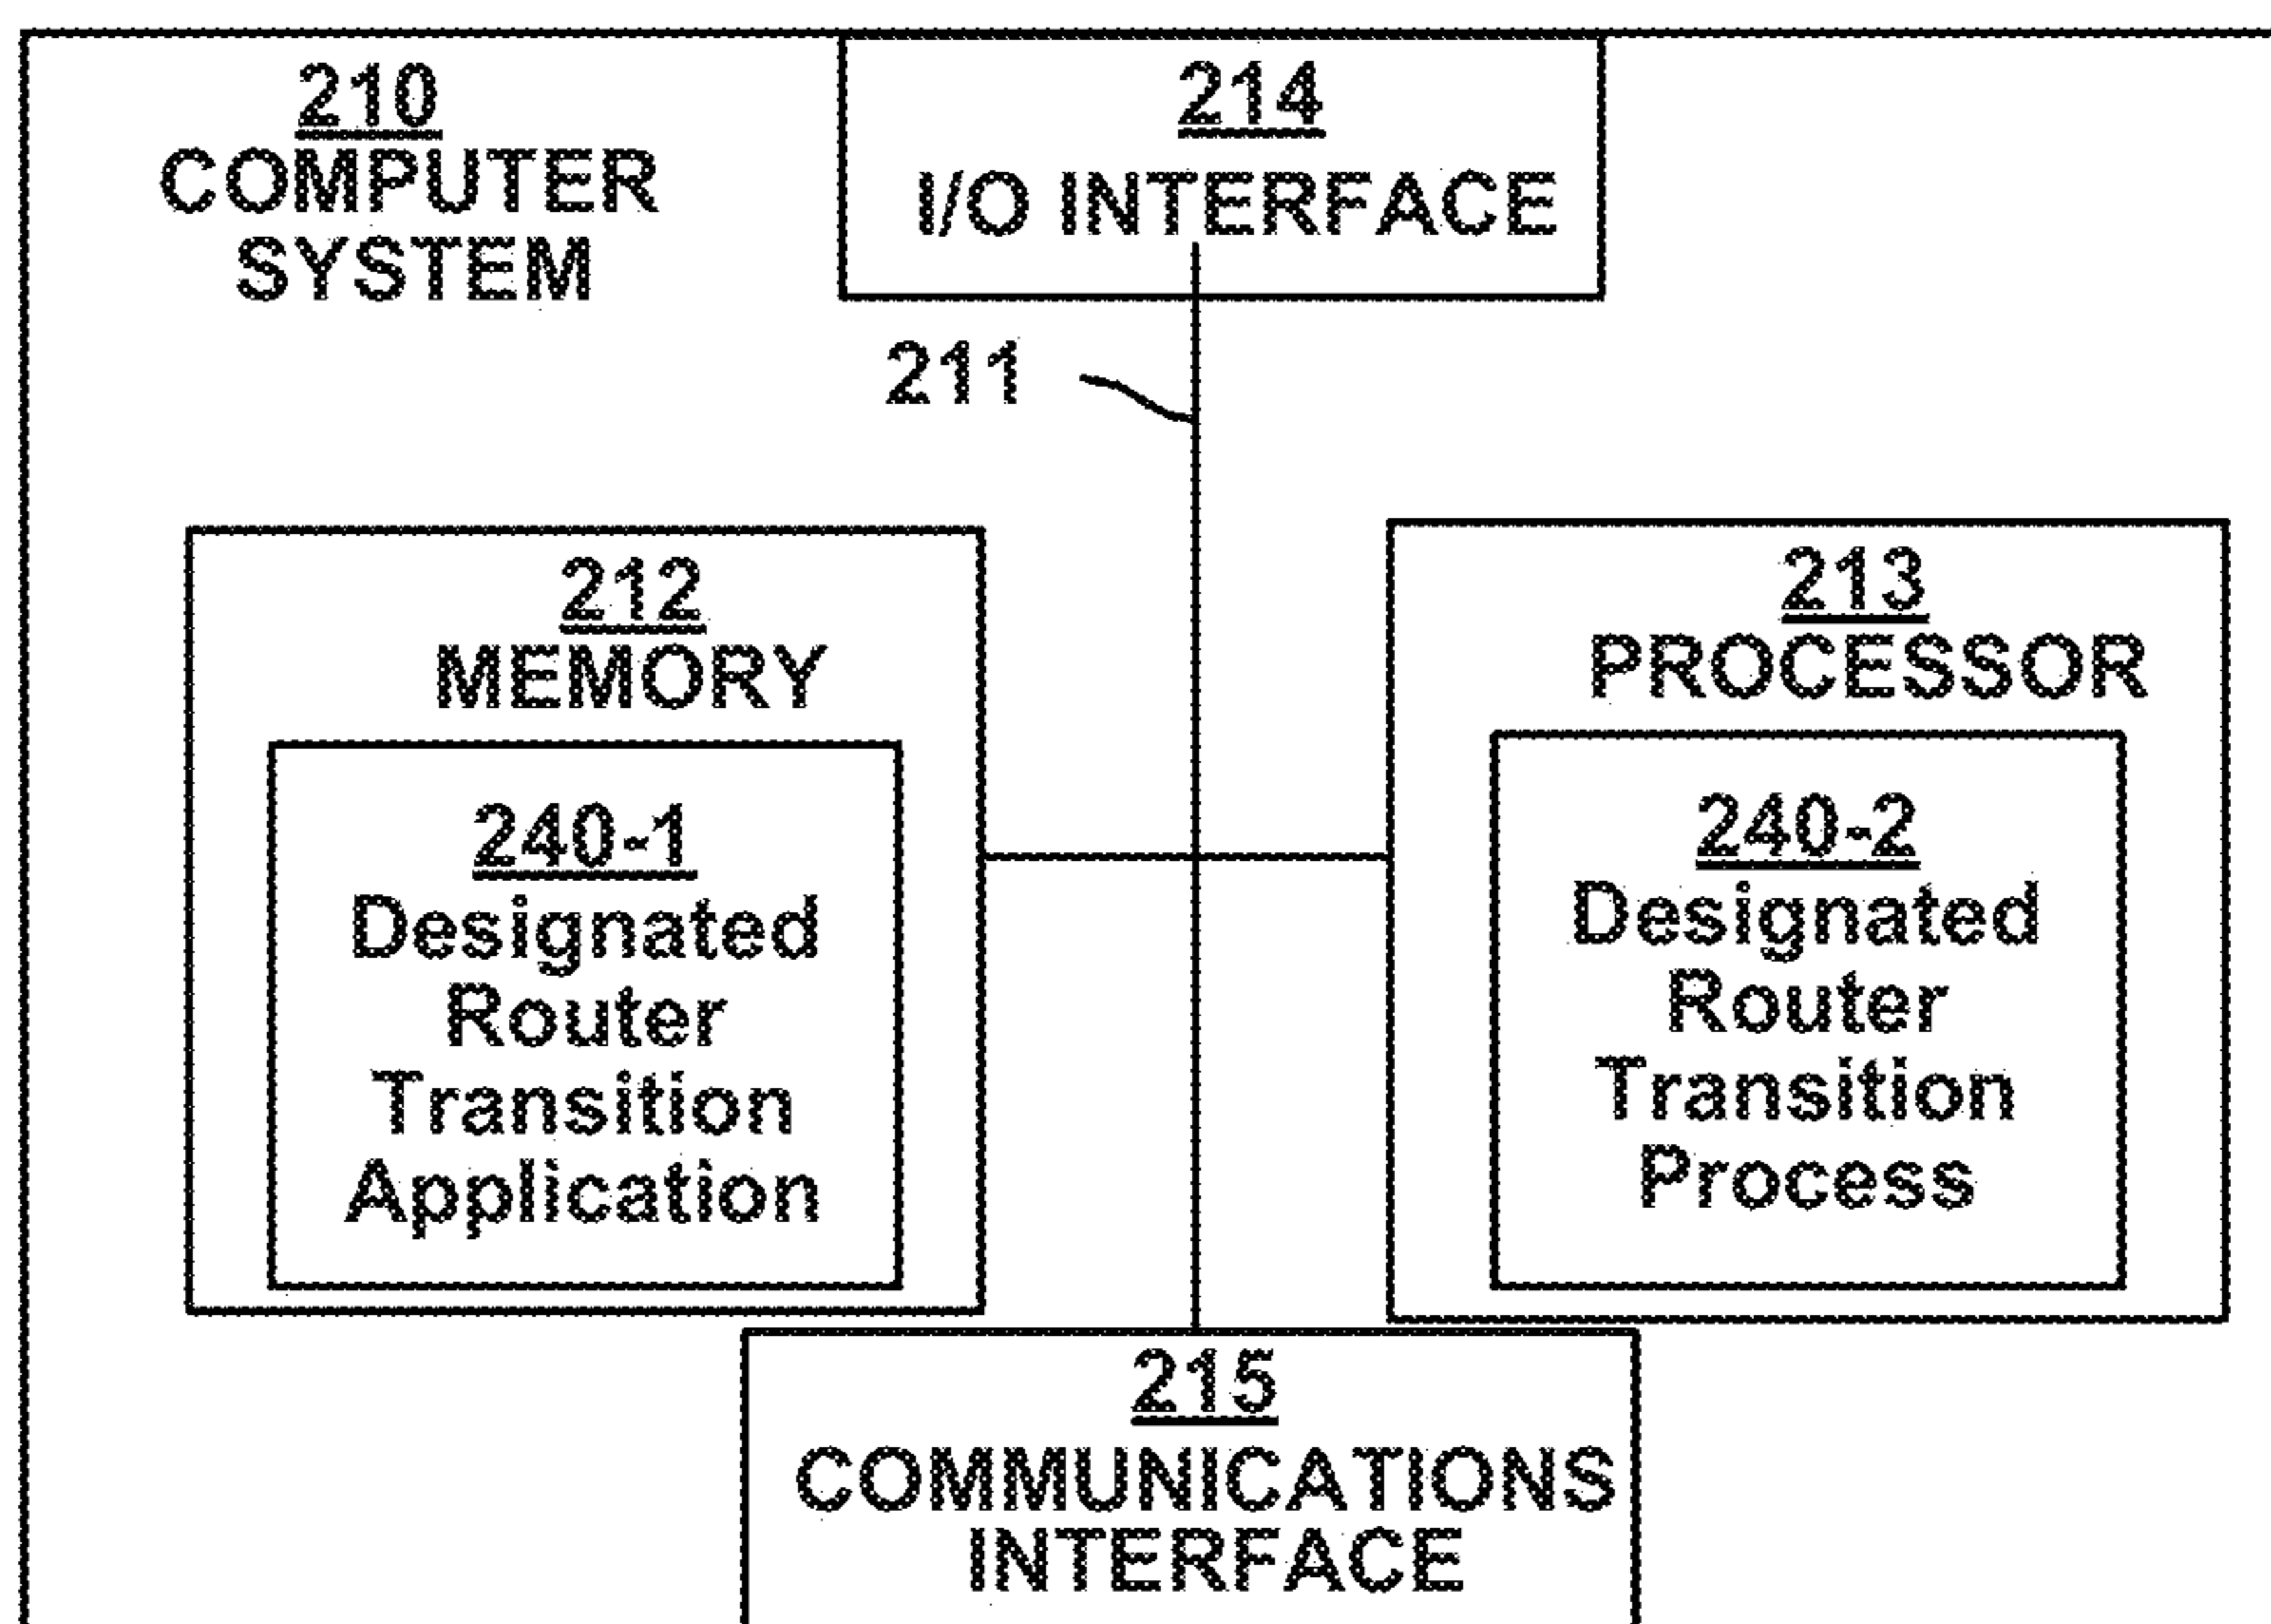 210
COMPUTER
SYSTEM
214
I/O INTERFACE
211
212
MEMORY
240-1
Designated
Router
Transition
Application
213
PROCESSOR
240-2
Designated
Router
Transition
Process
215
COMMUNICATIONS
INTERFACE